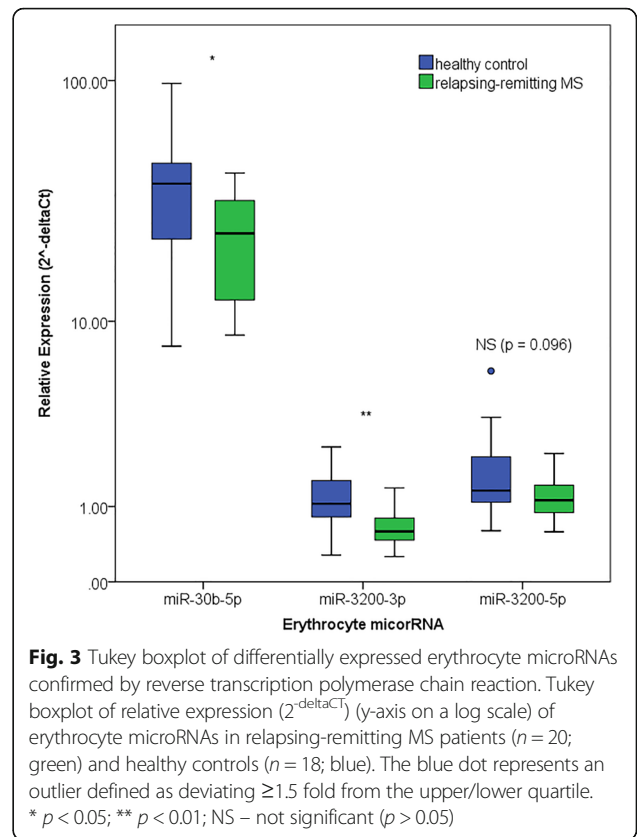 *
healthy control
relapsing-remitting MS
100.00
Relative Expression (2^-deltaCt)
10.00
NS (p = 0.096)
**
1.00
.00
miR-30b-5p
miR-3200-3p
miR-3200-5p
Erythrocyte micorRNA
Fig. 3 Tukey boxplot of differentially expressed erythrocyte microRNAs
confirmed by reverse transcription polymerase chain reaction. Tukey
boxplot of relative expression (2^-deltaCT) (y-axis on a log scale) of
erythrocyte microRNAs in relapsing-remitting MS patients (n = 20;
green) and healthy controls (n = 18; blue). The blue dot represents an
outlier defined as deviating ≥1.5 fold from the upper/lower quartile.
* p < 0.05; ** p < 0.01; NS – not significant (p > 0.05)